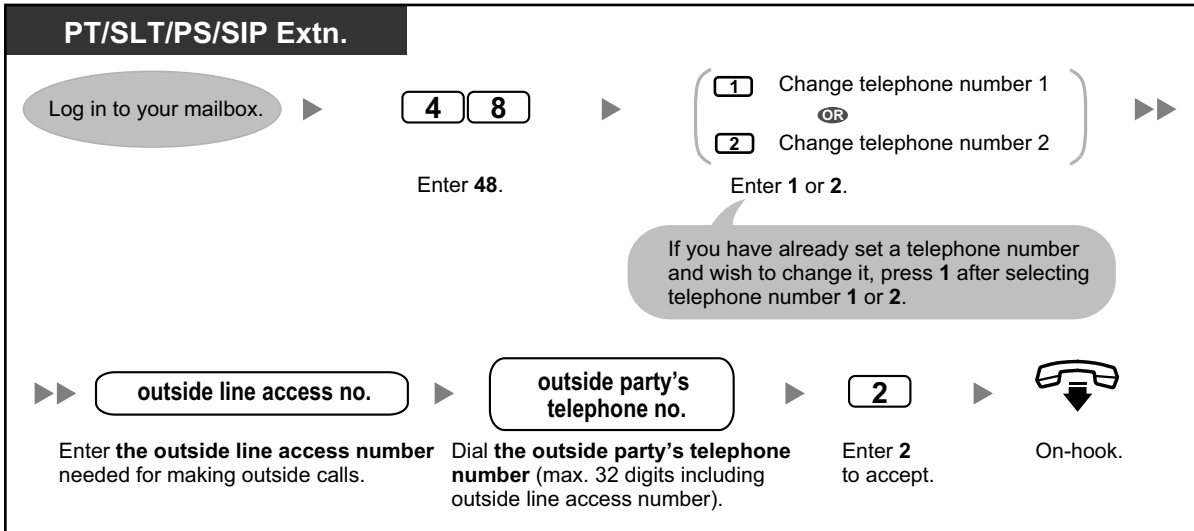 PT/SLT/PS/SIP Extn.
Log in to your mailbox.
4 8
Enter 48.
1 Change telephone number 1
OR
2 Change telephone number 2
Enter 1 or 2.
If you have already set a telephone number
and wish to change it, press 1 after selecting
telephone number 1 or 2.
outside line access no.
Enter the outside line access number
needed for making outside calls.
outside party’s
telephone no.
Dial the outside party’s telephone
number (max. 32 digits including
outside line access number).
2
Enter 2
to accept.
On-hook.